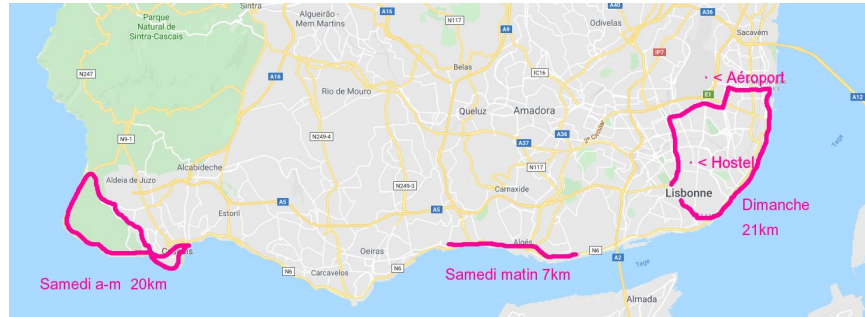 Sintra
Algueirão -
Mem Martins
A16
N117
A40
A36
Odivelas
Parque
Natural de
Sintra-Cascais
A9
Sacavém
IP7
N247
A16
Belas
IC16
< Aéroport
E1
A12
Rio de Mouro
Queluz
Amadora
2ª Circular
A36
N9-1
N249-4
A37
Tage
Alcabideche
N117
< Hostel
Aldeia de Juzo
N249-3
Carnaxide
Lisbonne
A5
A5
Estoril
Dimanche
21km
Cascais
Oeiras
Algés
N6
N6
Carcavelos
A2
Tage
Samedi a-m 20km
Samedi matin 7km
Almada